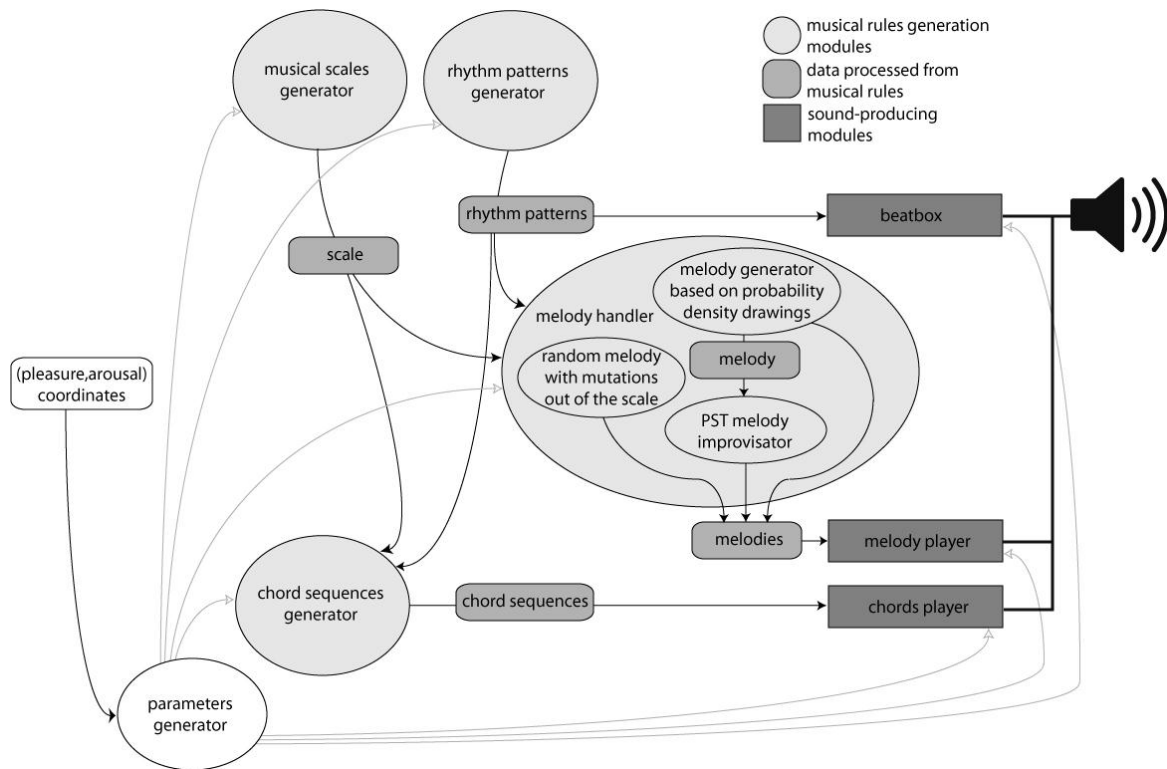 musical scales
generator
rhythm patterns
generator
musical rules generation
modules
data processed from
musical rules
sound-producing
modules
rhythm patterns
beatbox
scale
melody generator
based on probability
density drawings
melody handler
random melody
with mutations
out of the scale
melody
(pleasure,arousal)
coordinates
PST melody
improvisator
melodies
melody player
chord sequences
generator
chord sequences
chords player
parameters
generator